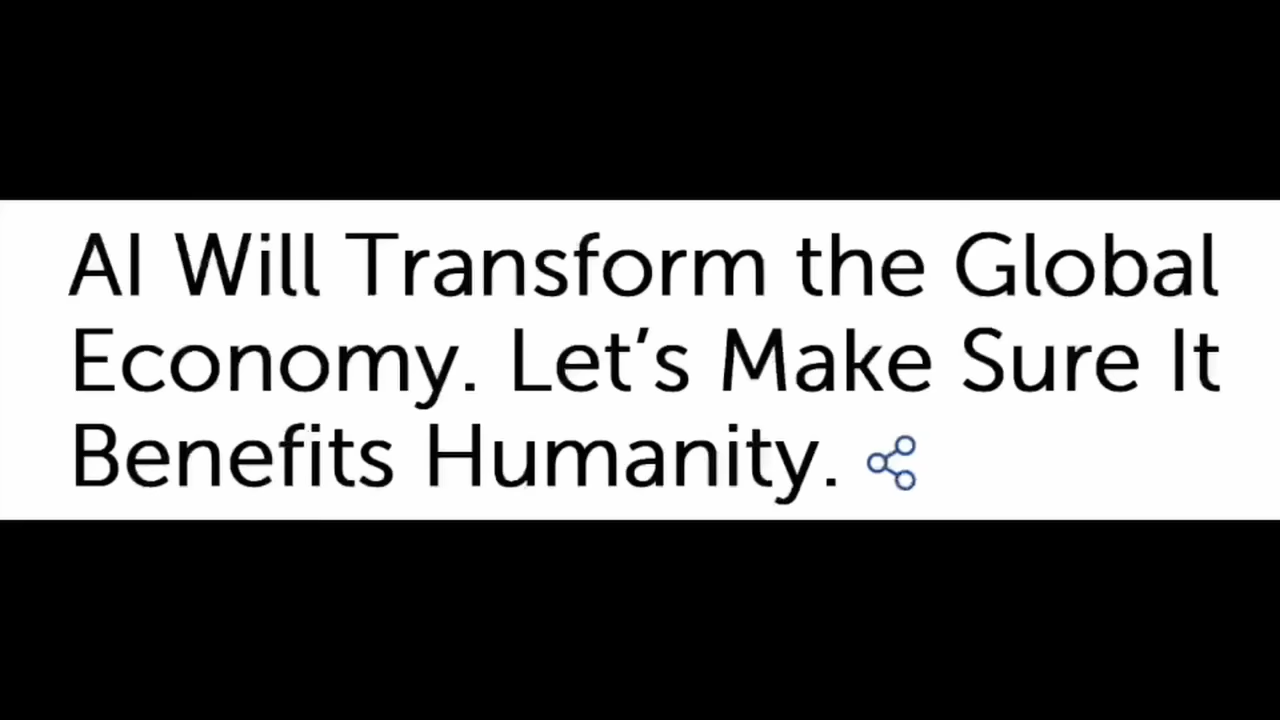 AI Will Transform the Global
Economy. Let’s Make Sure It
Benefits Humanity.